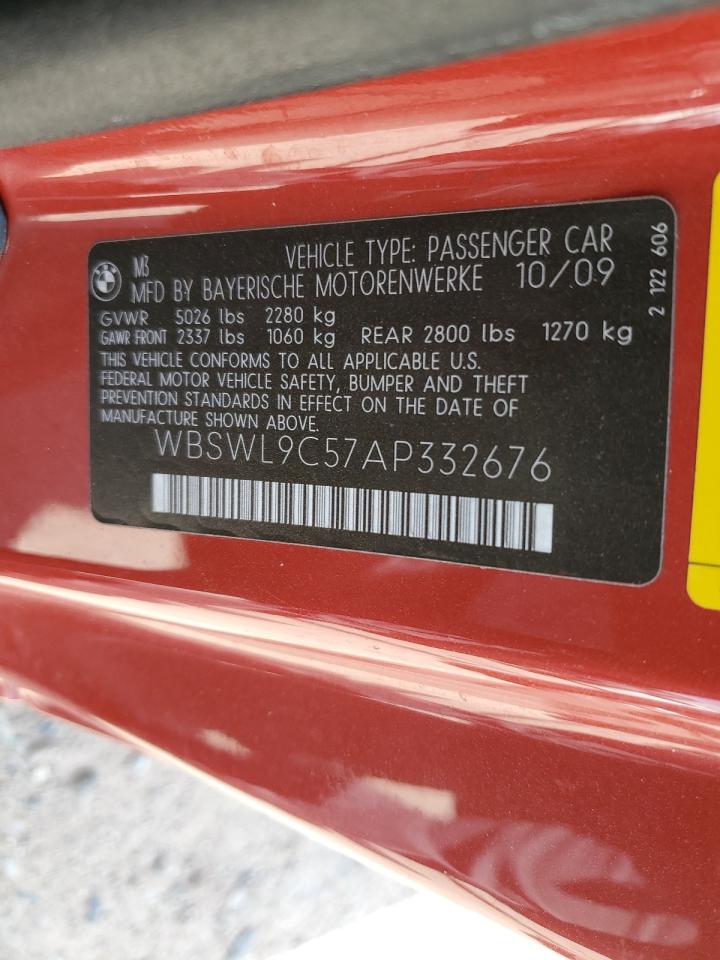 M3 VEHICLE TYPE: PASSENGER CAR
MFD BY BAYERISCHE MOTORENWERKE 10/09
GVWR 5026 lbs 2280 kg
GAWR FRONT 2337 lbs 1060 kg REAR 2800 lbs 1270 kg
THIS VEHICLE CONFORMS TO ALL APPLICABLE U.S.
FEDERAL MOTOR VEHICLE SAFETY, BUMPER AND THEFT
PREVENTION STANDARDS IN EFFECT ON THE DATE OF
MANUFACTURE SHOWN ABOVE.
WBSWL9C57AP332676
2 122 606